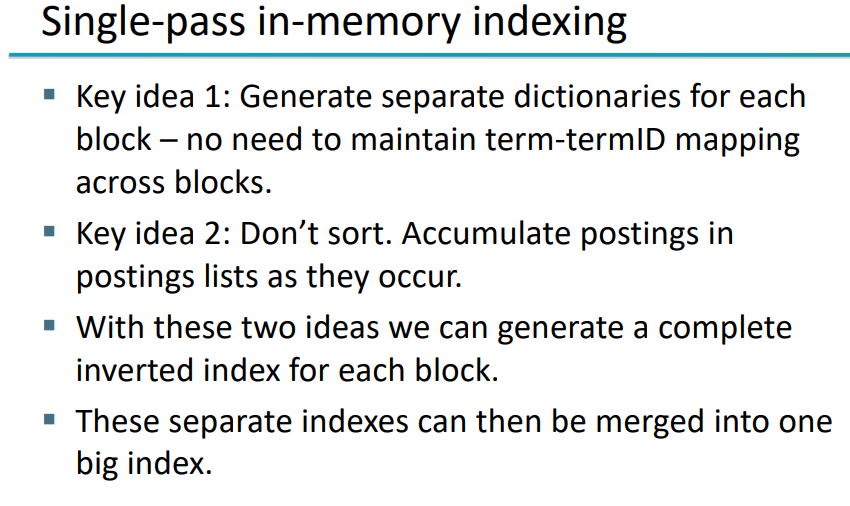 Single-pass in-memory indexing
▪ Key idea 1: Generate separate dictionaries for each
block – no need to maintain term-termID mapping
across blocks.
▪ Key idea 2: Don’t sort. Accumulate postings in
postings lists as they occur.
▪ With these two ideas we can generate a complete
inverted index for each block.
▪ These separate indexes can then be merged into one
big index.